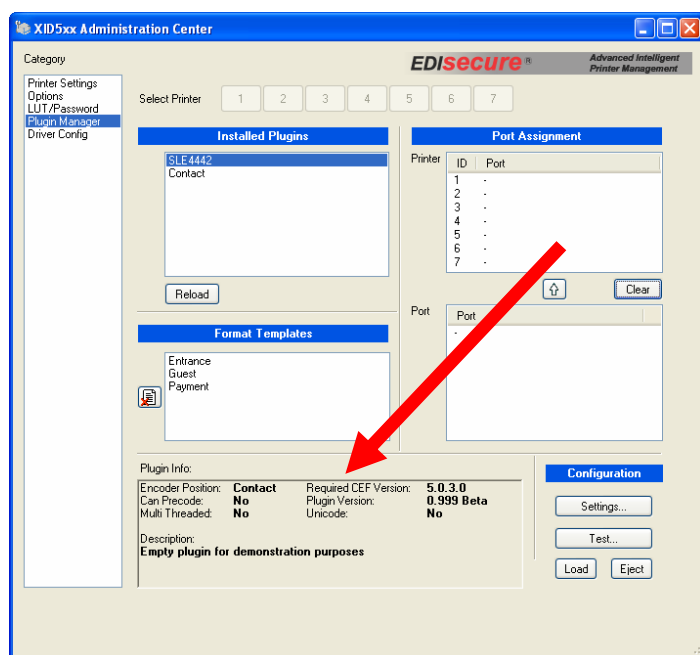 XID5xx Administration Center
Category
EDIsecure®
Advanced Intelligent
Printer Management
Printer Settings
Options
LUT/Password
Plugin Manager
Driver Config
Select Printer 1 2 3 4 5 6 7
Installed Plugins
SLE4442
Contact
Reload
Port Assignment
Printer
ID Port
1 -
2 -
3 -
4 -
5 -
6 -
7 -
Clear
Port
Port
-
Format Templates
Entrance
Guest
Payment
Plugin Info:
Encoder Position: Contact Required CEF Version: 5.0.3.0
Can Precode: No Plugin Version: 0.999 Beta
Multi Threaded: No Unicode: No
Description:
Empty plugin for demonstration purposes
Configuration
Settings...
Test...
Load Eject